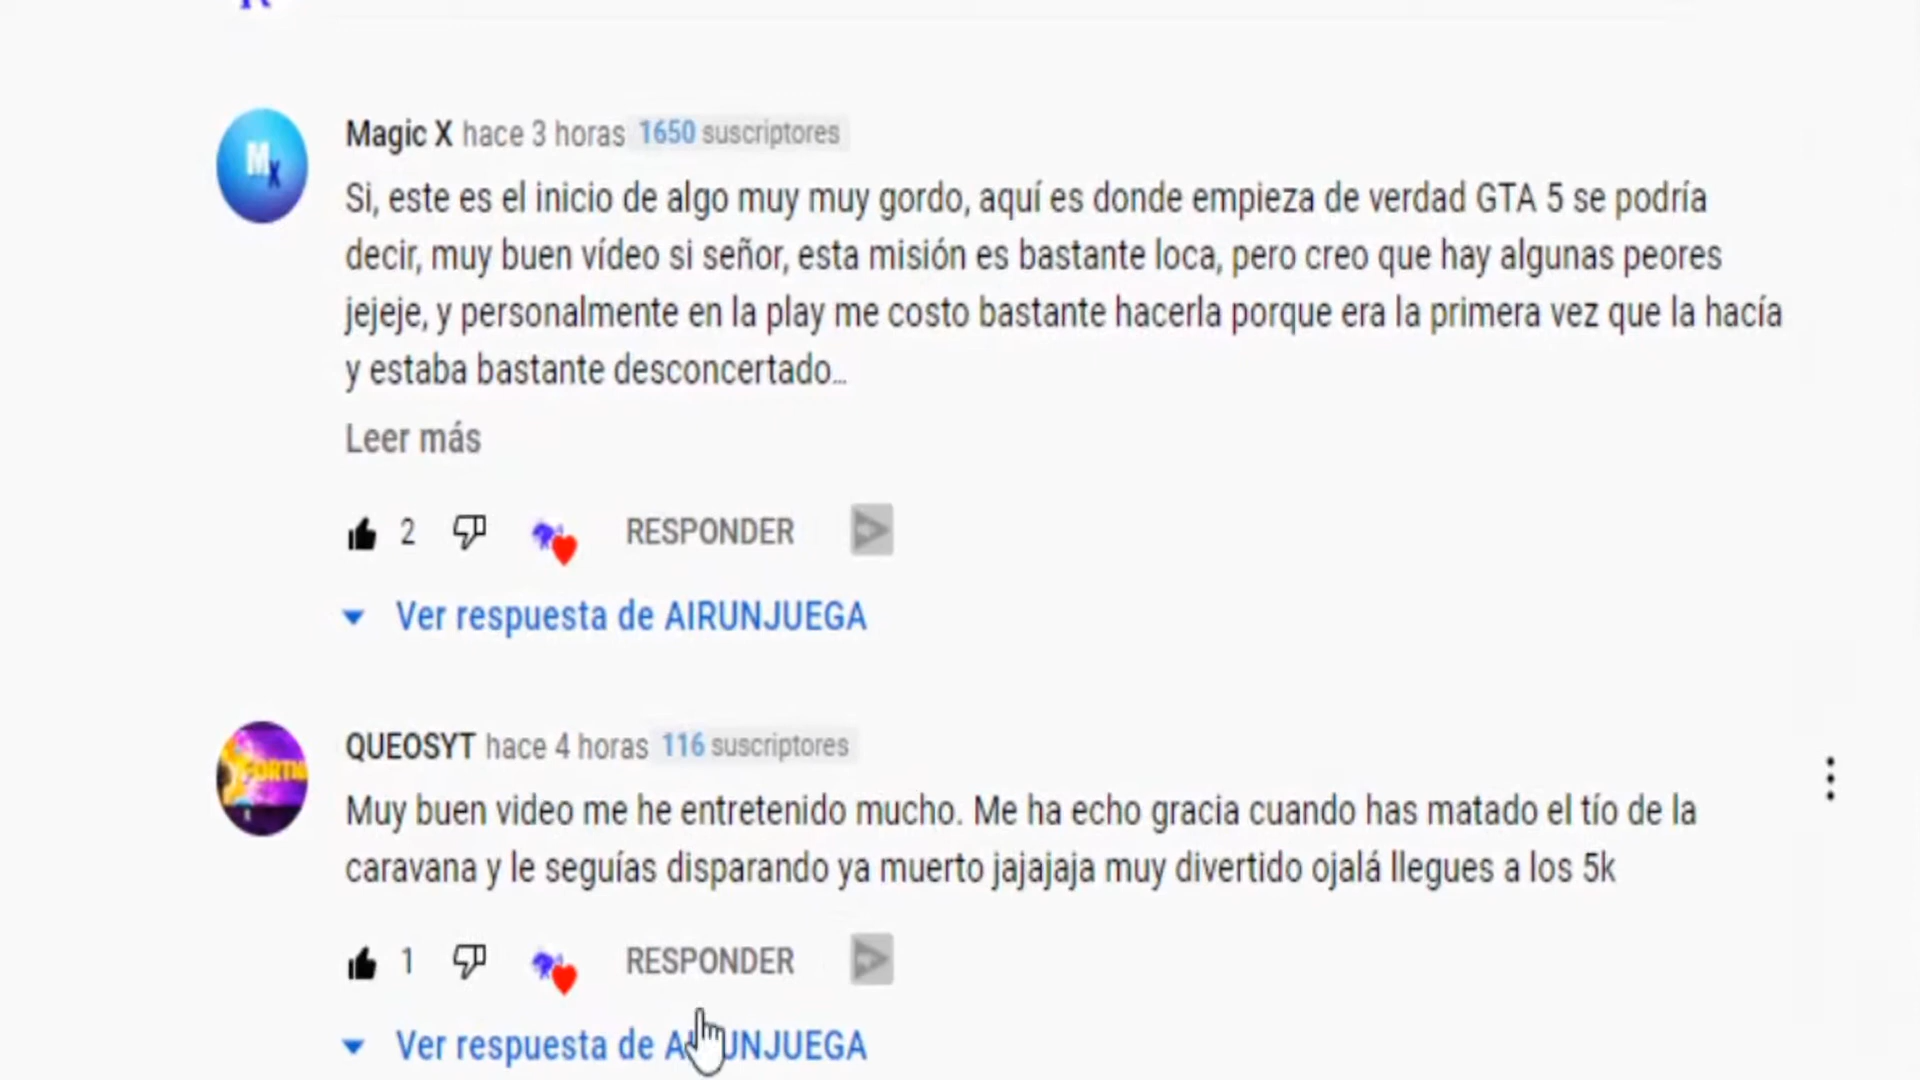 Magic X hace 3 horas 1650 suscriptores
Si, este es el inicio de algo muy muy gordo, aquí es donde empieza de verdad GTA 5 se podría
decir, muy buen vídeo si señor, esta misión es bastante loca, pero creo que hay algunas peores
jejeje, y personalmente en la play me costo bastante hacerla porque era la primera vez que la hacía
y estaba bastante desconcertado...
Leer más
2 RESPONDER
Ver respuesta de AIRUNJUEGA
QUEOSYT hace 4 horas 116 suscriptores
Muy buen video me he entretenido mucho. Me ha echo gracia cuando has matado el tío de la
caravana y le seguías disparando ya muerto jajajaja muy divertido ojalá llegues a los 5k
1 RESPONDER
Ver respuesta de AIRUNJUEGA